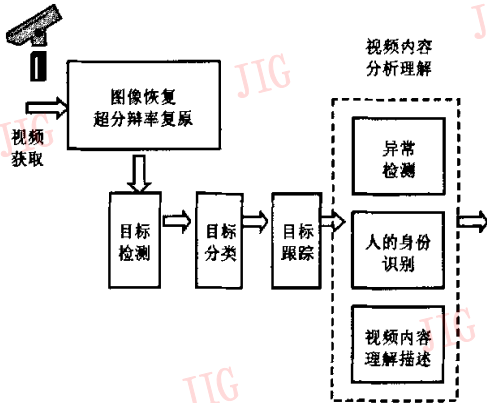 视频内容
分析理解
图像恢复
超分辩率复原
视频
获取
异常
检测
目标
检测
目标
分类
目标
跟踪
人的身份
识别
视频内容
理解描述
JIG
JIG
JIG
JIG